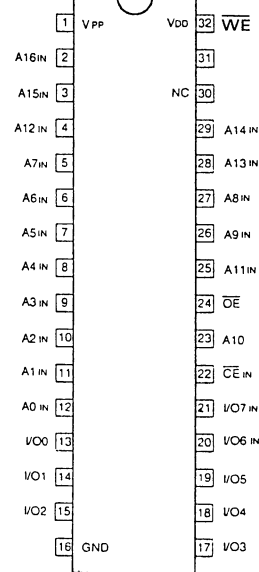 1 VPP VDD 32 WE
A16IN 2 31
A15IN 3 NC 30
A12 IN 4 29 A14 IN
A7IN 5 28 A13 IN
A6IN 6 27 A8IN
A5IN 7 26 A9IN
A4 IN 8 25 A11IN
A3 IN 9 24 OE
A2 IN 10 23 A10
A1 IN 11 22 CE IN
A0 IN 12 21 I/O7 IN
I/O0 13 20 I/O6 IN
I/O1 14 19 I/O5
I/O2 15 18 I/O4
16 GND 17 I/O3